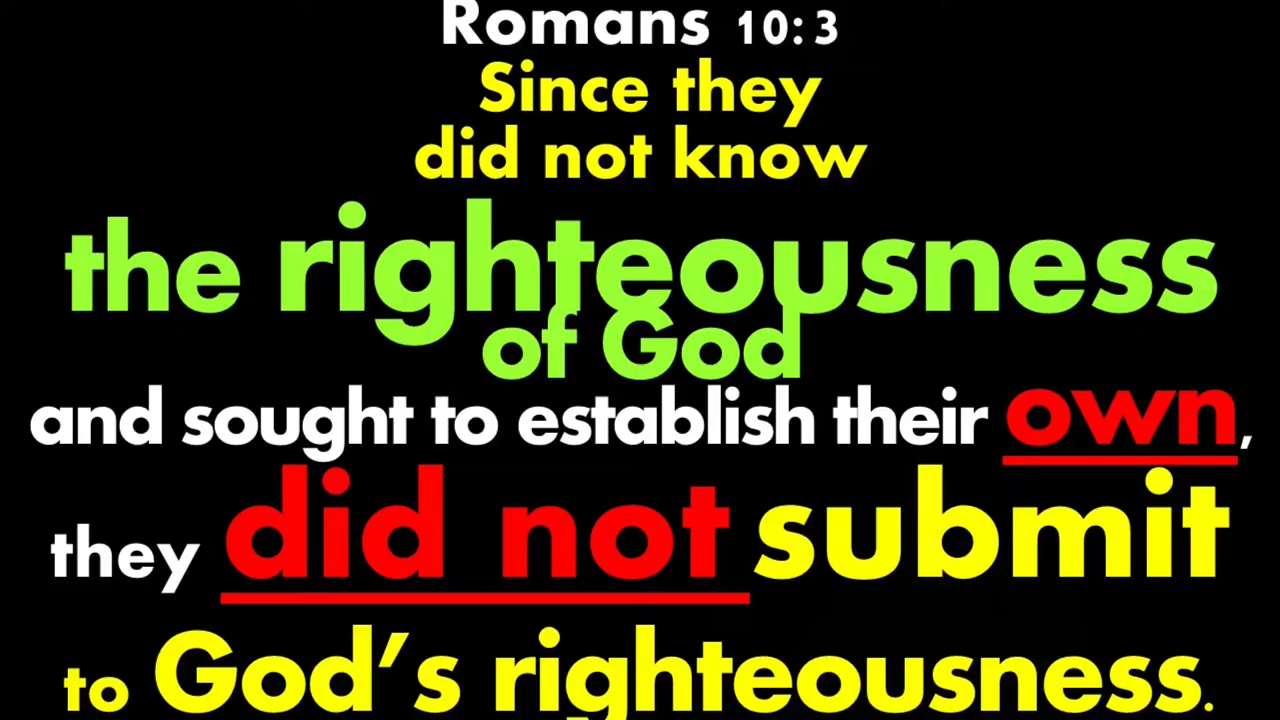 Romans 10:3
Since they
did not know
the righteousness
of God
and sought to establish their own,
they did not submit
to God’s righteousness.